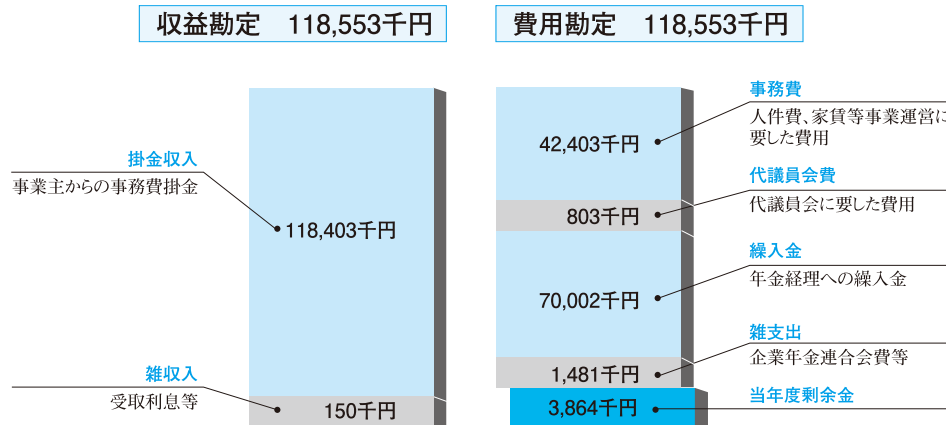 収益勘定　118,553千円
掛金収入
事業主からの事務費掛金
118,403千円
雑収入
受取利息等
150千円
費用勘定　118,553千円
事務費
人件費、家賃等事業運営に
要した費用
42,403千円
代議員会費
代議員会に要した費用
803千円
繰入金
年金経理への繰入金
70,002千円
雑支出
企業年金連合会費等
1,481千円
当年度剰余金
3,864千円